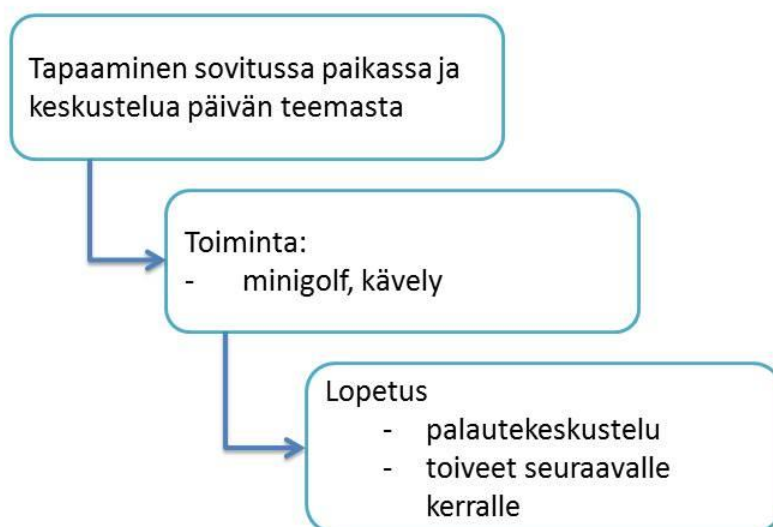 Tapaaminen sovitussa paikassa ja
keskustelua päivän teemasta
Toiminta:
- minigolf, kävely
Lopetus
- palautekeskustelu
- toiveet seuraavalle
kerralle